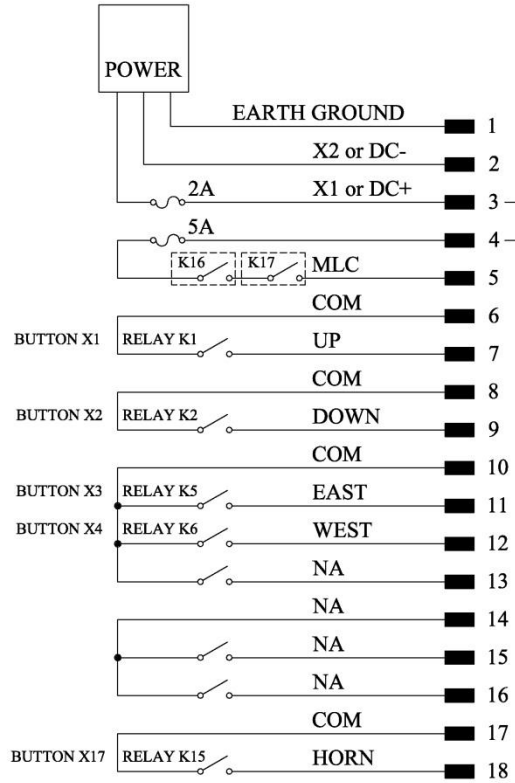 POWER
EARTH GROUND 1
X2 or DC- 2
2A X1 or DC+ 3
5A 4
K16 K17 MLC 5
COM 6
BUTTON X1 RELAY K1 UP 7
COM 8
BUTTON X2 RELAY K2 DOWN 9
COM 10
BUTTON X3 RELAY K5 EAST 11
BUTTON X4 RELAY K6 WEST 12
NA 13
NA 14
NA 15
NA 16
COM 17
BUTTON X17 RELAY K15 HORN 18